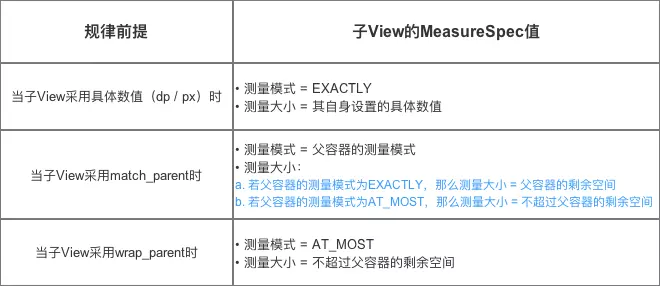 规律前提
子View的MeasureSpec值
当子View采用具体数值（dp / px）时
• 测量模式 = EXACTLY
• 测量大小 = 其自身设置的具体数值
当子View采用match_parent时
• 测量模式 = 父容器的测量模式
• 测量大小：
a. 若父容器的测量模式为EXACTLY，那么测量大小 = 父容器的剩余空间
b. 若父容器的测量模式为AT_MOST，那么测量大小 = 不超过父容器的剩余空间
当子View采用wrap_parent时
• 测量模式 = AT_MOST
• 测量大小 = 不超过父容器的剩余空间